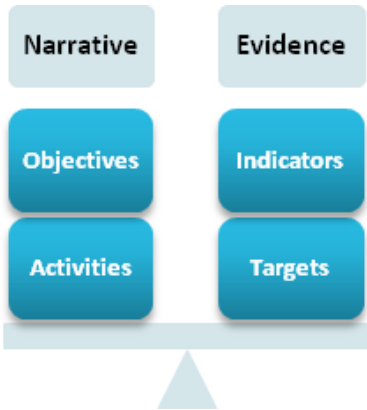 Narrative
Evidence
Objectives
Indicators
Activities
Targets